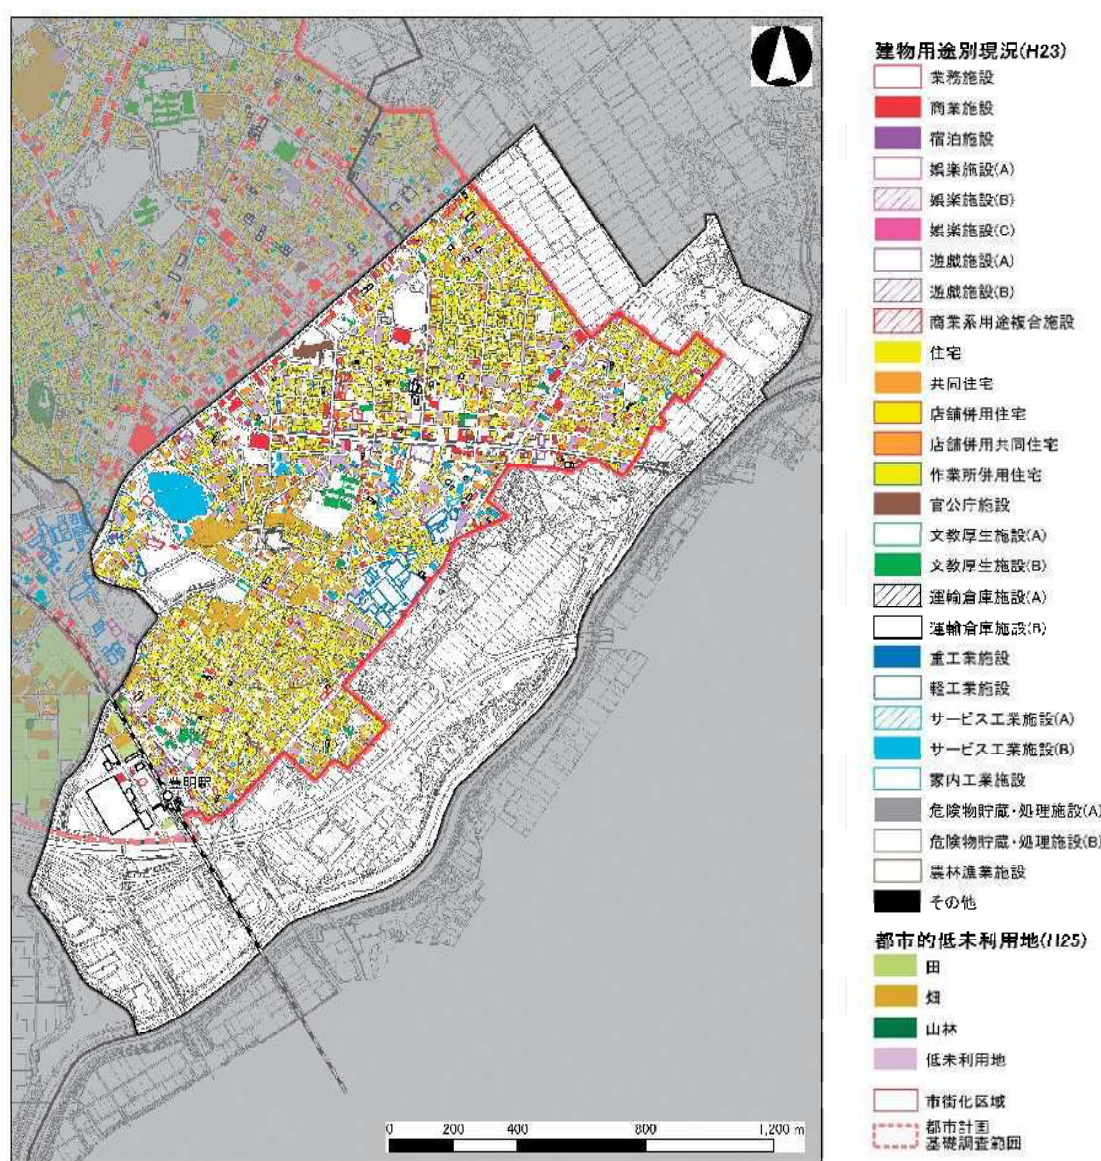 建物用途別現況(H23)
業務施設
商業施設
宿泊施設
娯楽施設(A)
娯楽施設(B)
娯楽施設(C)
遊戯施設(A)
遊戯施設(B)
商業系用途複合施設
住宅
共同住宅
店舗併用住宅
店舗併用共同住宅
作業所併用住宅
官公庁施設
文教厚生施設(A)
文教厚生施設(B)
運輸倉庫施設(A)
運輸倉庫施設(B)
重工業施設
軽工業施設
サービス工業施設(A)
サービス工業施設(B)
家内工業施設
危険物貯蔵・処理施設(A)
危険物貯蔵・処理施設(B)
農林漁業施設
その他
都市的低未利用地(H25)
田
畑
山林
低未利用地
市街化区域
都市計画
基礎調査範囲
0 200 400 800 1,200 m